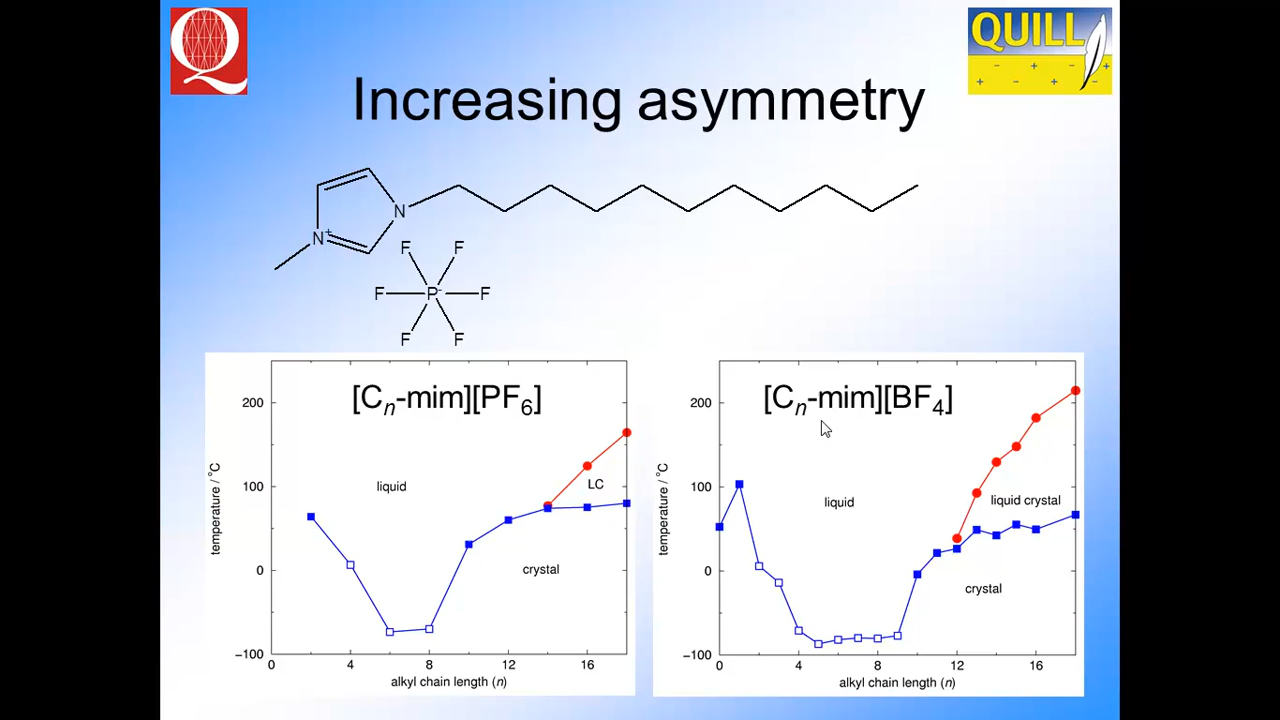 Q
QUILL
Increasing asymmetry
N
N+
F F
F P- F
F F
[Cn-mim][PF6]
200
100
0
−100
temperature / °C
liquid
LC
crystal
0 4 8 12 16
alkyl chain length (n)
[Cn-mim][BF4]
200
100
0
−100
temperature / °C
liquid
liquid crystal
crystal
0 4 8 12 16
alkyl chain length (n)